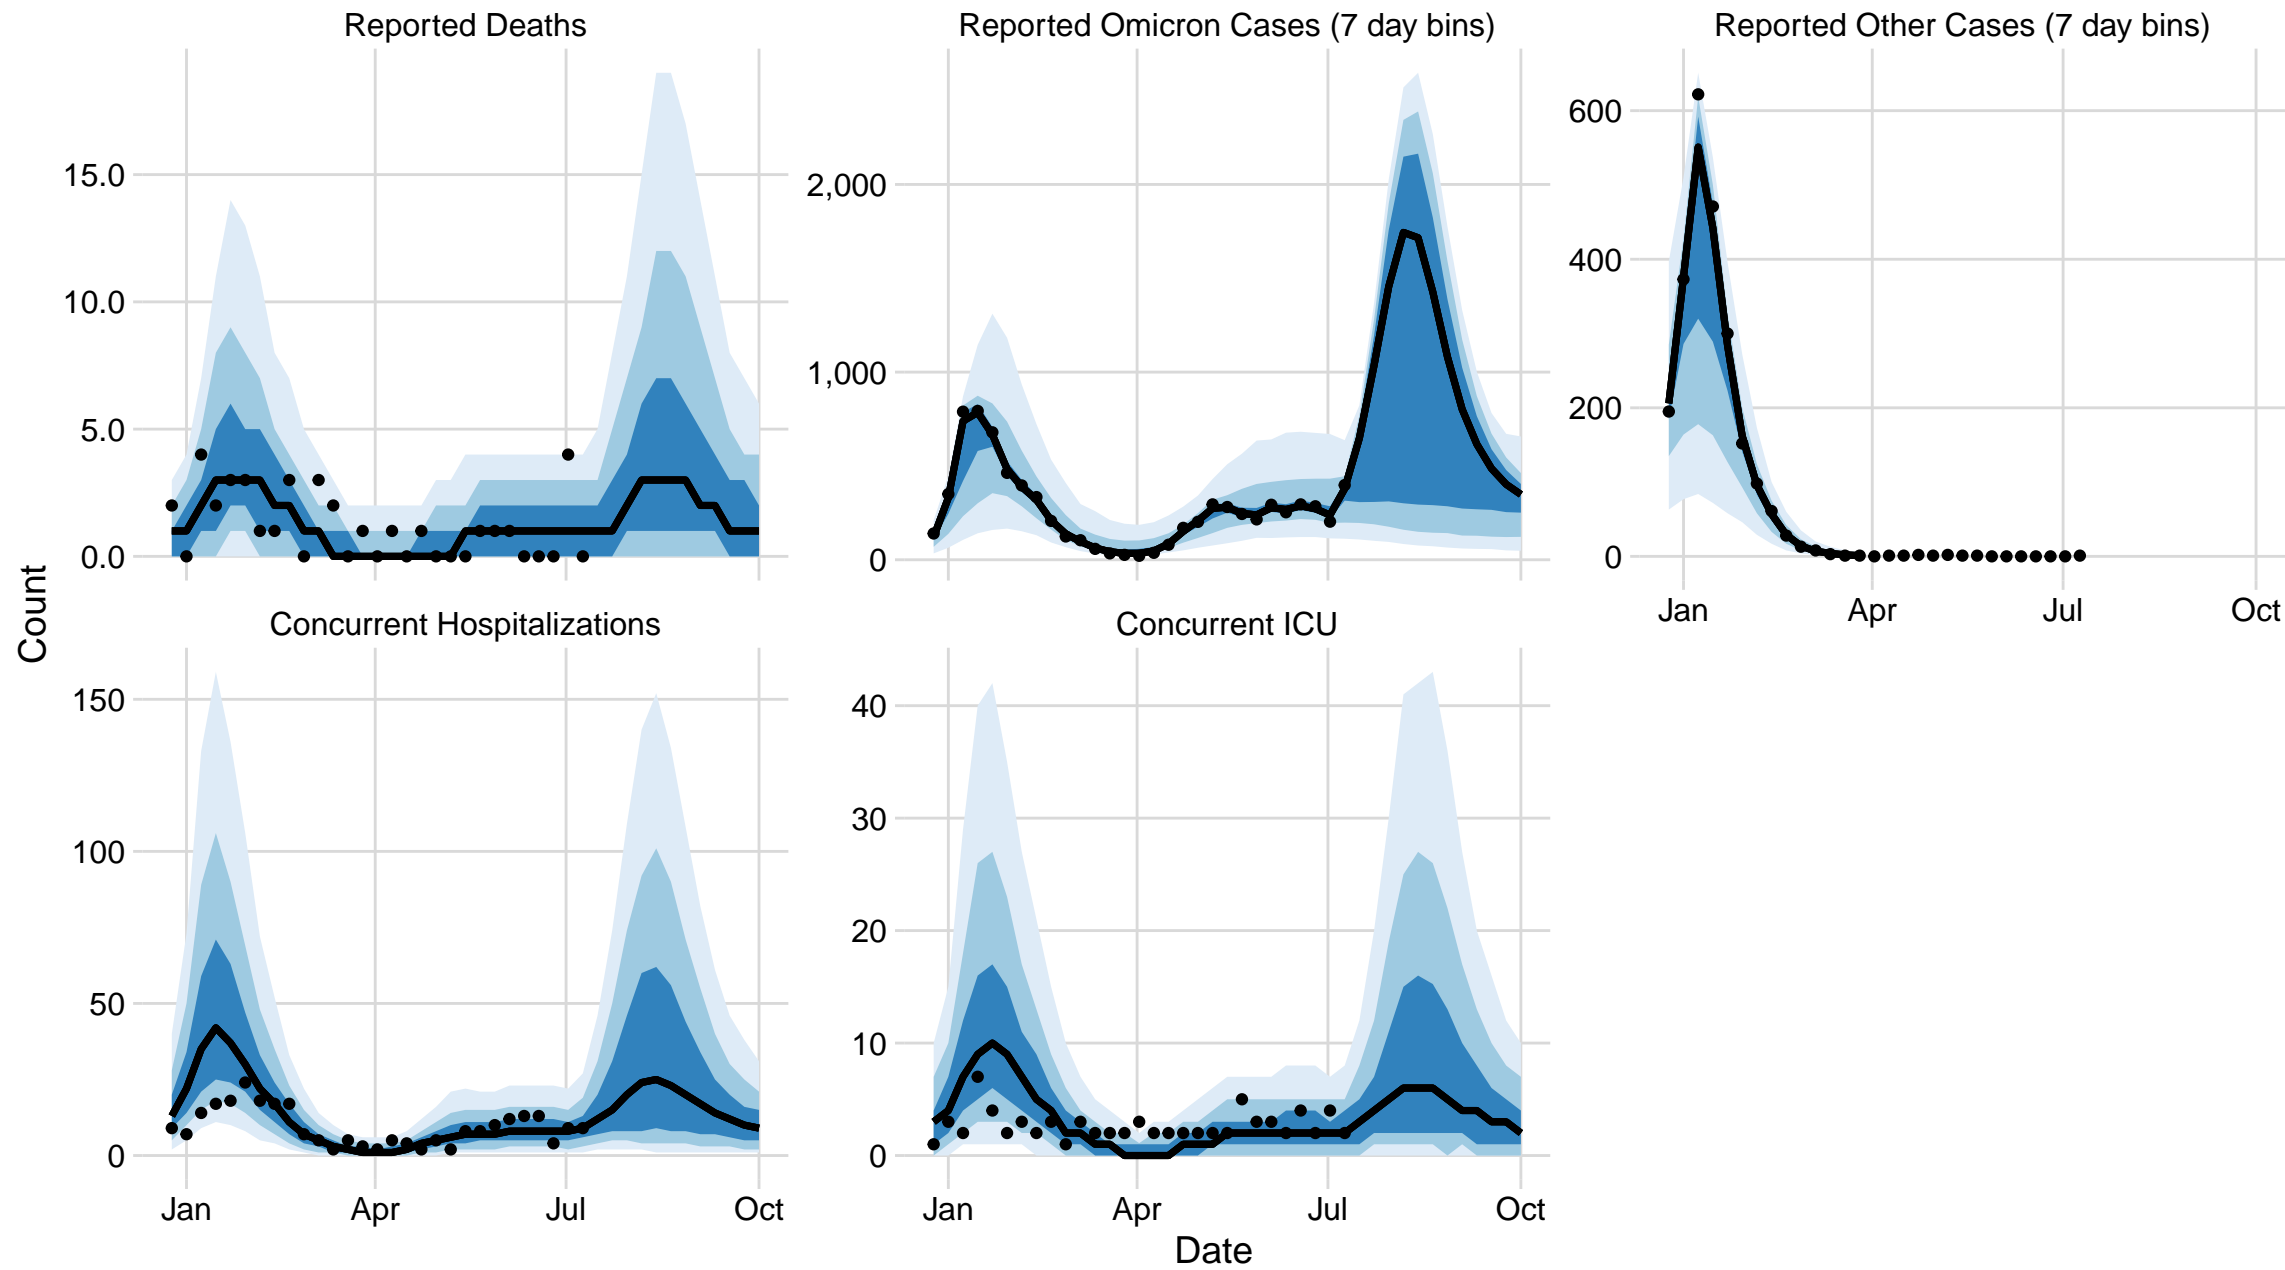 Reported Deaths
Reported Omicron Cases (7 day bins)
Reported Other Cases (7 day bins)
15.0
10.0
5.0
0.0
2,000
1,000
0
600
400
200
0
Jan Apr Jul Oct
Count
Concurrent Hospitalizations
Concurrent ICU
150
100
50
0
40
30
20
10
0
Jan Apr Jul Oct
Jan Apr Jul Oct
Date